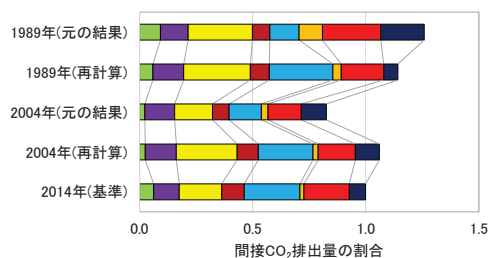 1989年(元の結果)
1989年(再計算)
2004年(元の結果)
2004年(再計算)
2014年(基準)
0.0 0.5 1.0 1.5
間接CO₂排出量の割合